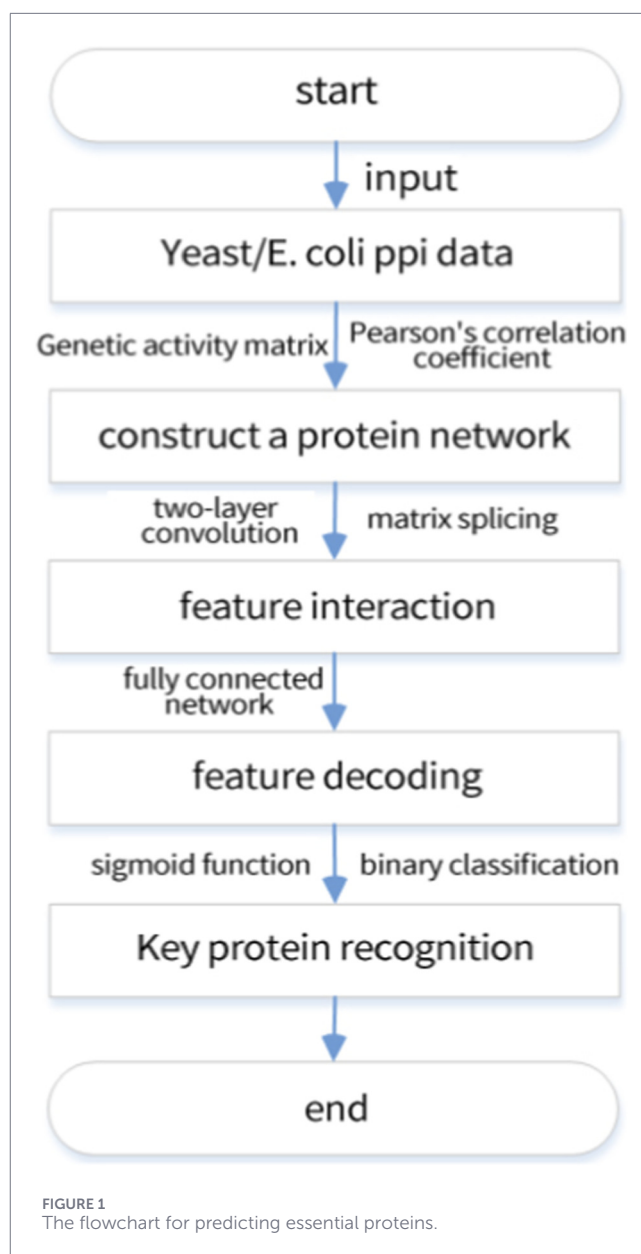 start
input
Yeast/E. coli ppi data
Genetic activity matrix
Pearson's correlation
coefficient
construct a protein network
two-layer
convolution
matrix splicing
feature interaction
fully connected
network
feature decoding
sigmoid function
binary classification
Key protein recognition
end
FIGURE 1
The flowchart for predicting essential proteins.